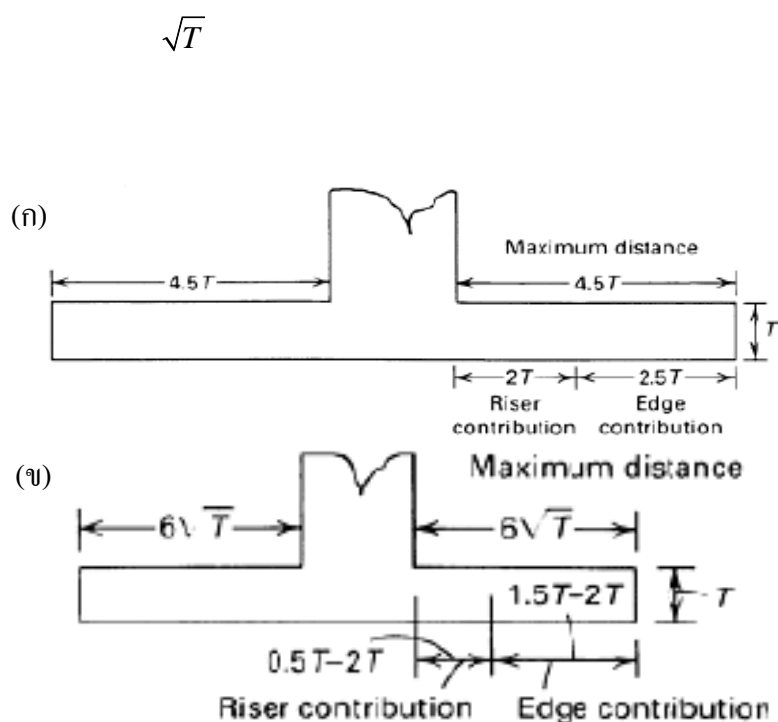 √T
(ก)
Maximum distance
4.5T 4.5T
T
2T 2.5T
Riser contribution Edge contribution
(ข)
Maximum distance
6√T 6√T
1.5T–2T T
0.5T–2T
Riser contribution Edge contribution